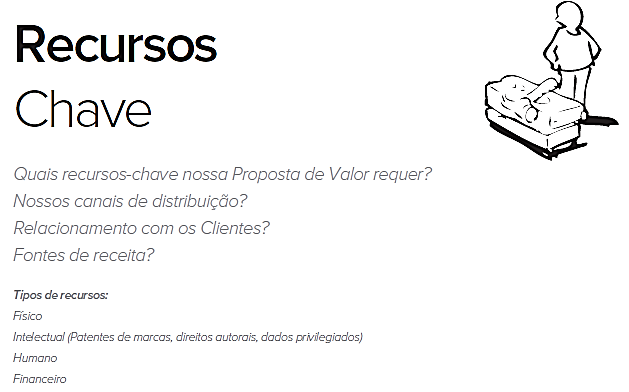 Recursos
Chave
Quais recursos-chave nossa Proposta de Valor requer?
Nossos canais de distribuição?
Relacionamento com os Clientes?
Fontes de receita?
Tipos de recursos:
Físico
Intelectual (Patentes de marcas, direitos autorais, dados privilegiados)
Humano
Financeiro